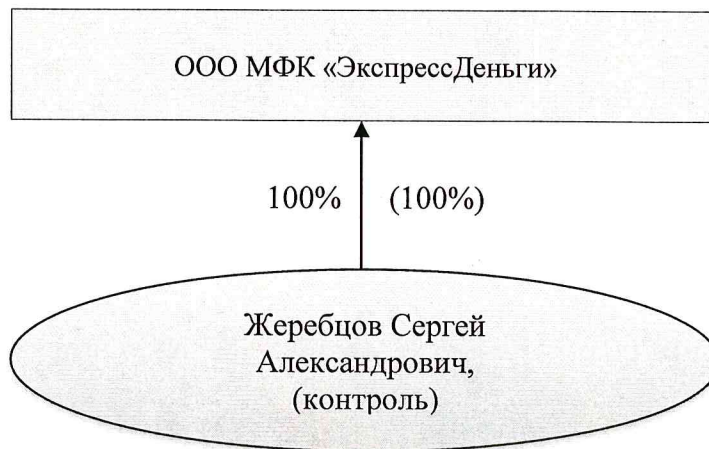 ООО МФК «ЭкспрессДеньги»
100% (100%)
Жеребцов Сергей
Александрович,
(контроль)